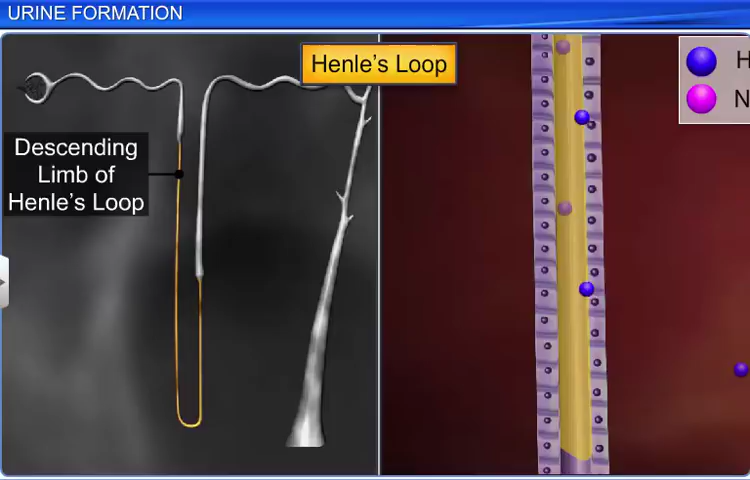 URINE FORMATION
Henle's Loop
H
N
Descending
Limb of
Henle's Loop